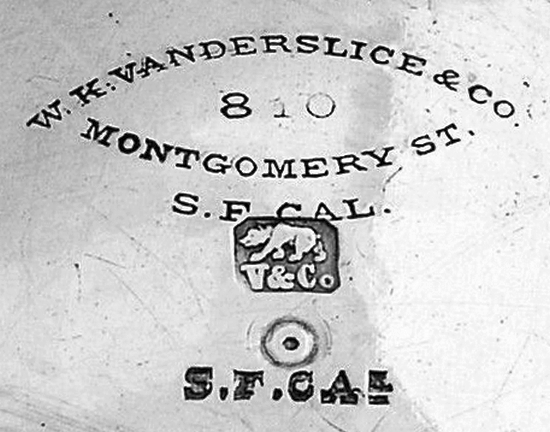 W. K. VANDERSLICE & CO.
810
MONTGOMERY ST.
S.F. CAL.
V&Co.
S.F.CAL